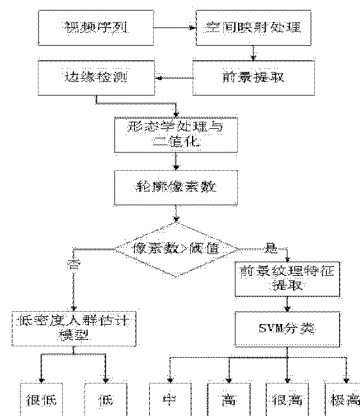 视频序列
空间映射处理
边缘检测
前景提取
形态学处理与
二值化
轮廓像素数
像素数>阈值
否
是
前景纹理特征
提取
低密度人群估计
模型
SVM分类
很低
低
中
高
很高
极高